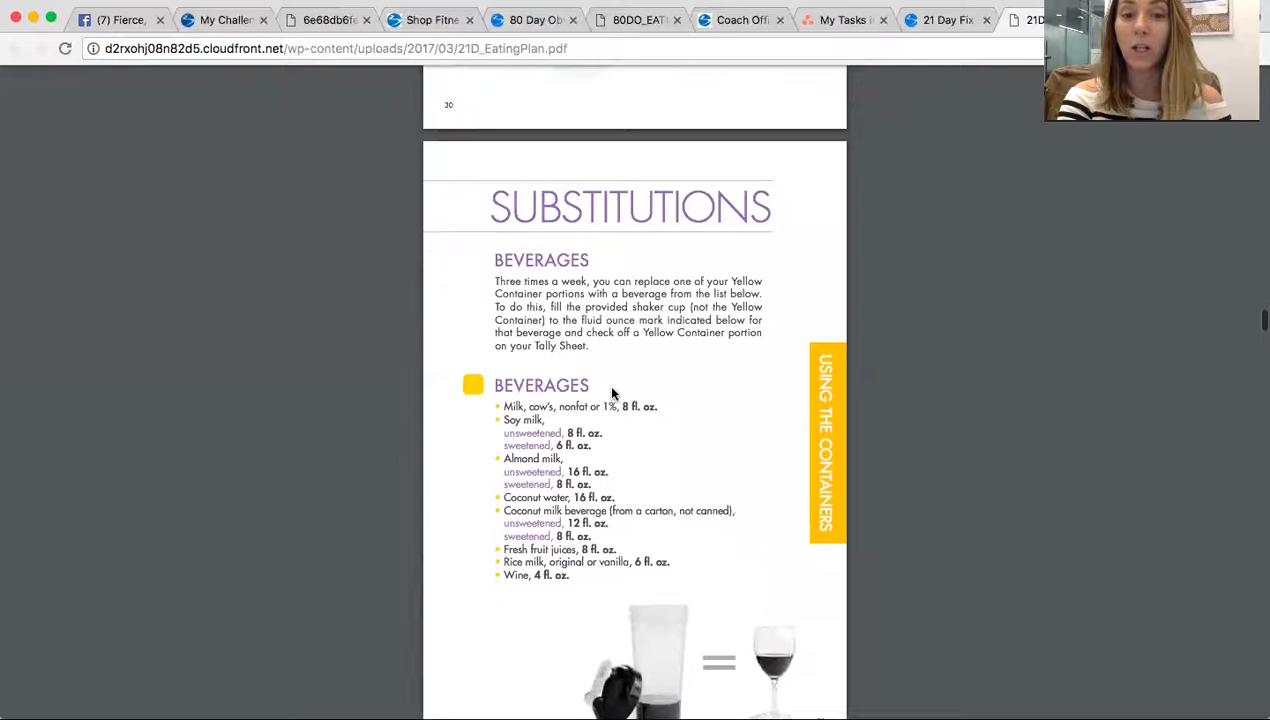 (7) Fierce,
My Challen
6e68db6fe
Shop Fitne
80 Day Ob
80DO_EAT
Coach Offi
My Tasks i
21 Day Fix
21D
d2rxohj08n82d5.cloudfront.net/wp-content/uploads/2017/03/21D_EatingPlan.pdf
30
SUBSTITUTIONS
BEVERAGES
Three times a week, you can replace one of your Yellow
Container portions with a beverage from the list below.
To do this, fill the provided shaker cup (not the Yellow
Container) to the fluid ounce mark indicated below for
that beverage and check off a Yellow Container portion
on your Tally Sheet.
BEVERAGES
• Milk, cow's, nonfat or 1%, 8 fl. oz.
• Soy milk,
unsweetened, 8 fl. oz.
sweetened, 6 fl. oz.
• Almond milk,
unsweetened, 16 fl. oz.
sweetened, 8 fl. oz.
• Coconut water, 16 fl. oz.
• Coconut milk beverage (from a carton, not canned),
unsweetened, 12 fl. oz.
sweetened, 8 fl. oz.
• Fresh fruit juices, 8 fl. oz.
• Rice milk, original or vanilla, 6 fl. oz.
• Wine, 4 fl. oz.
=
USING THE CONTAINERS